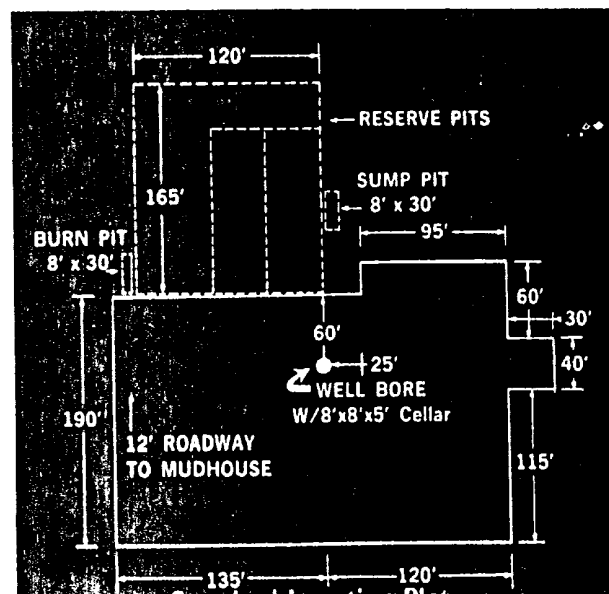 120'
RESERVE PITS
165'
SUMP PIT
8' x 30'
BURN PIT
8' x 30'
95'
60'
30'
60'
25'
40'
WELL BORE
W/8'x8'x5' Cellar
190'
12' ROADWAY
TO MUDHOUSE
115'
135'
120'